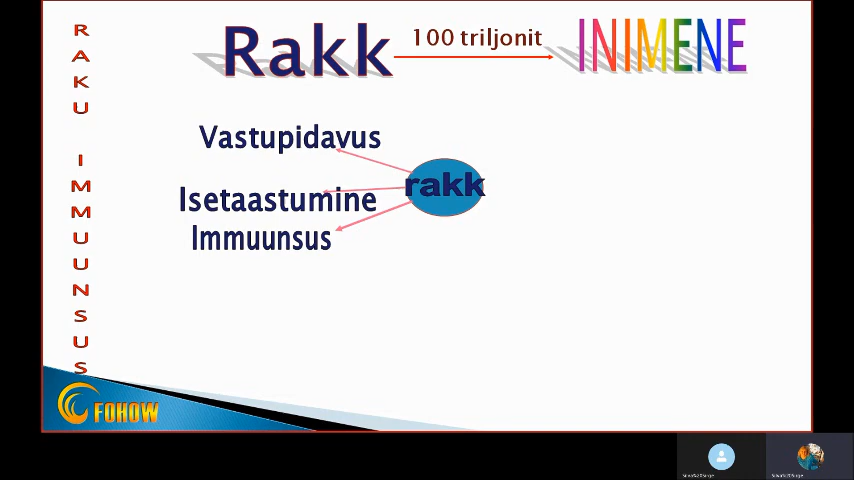 RAKU IMMUUNSUS
Rakk
100 triljonit
INIMENE
Vastupidavus
rakk
Isetaastumine
Immuunsus
FOHOW